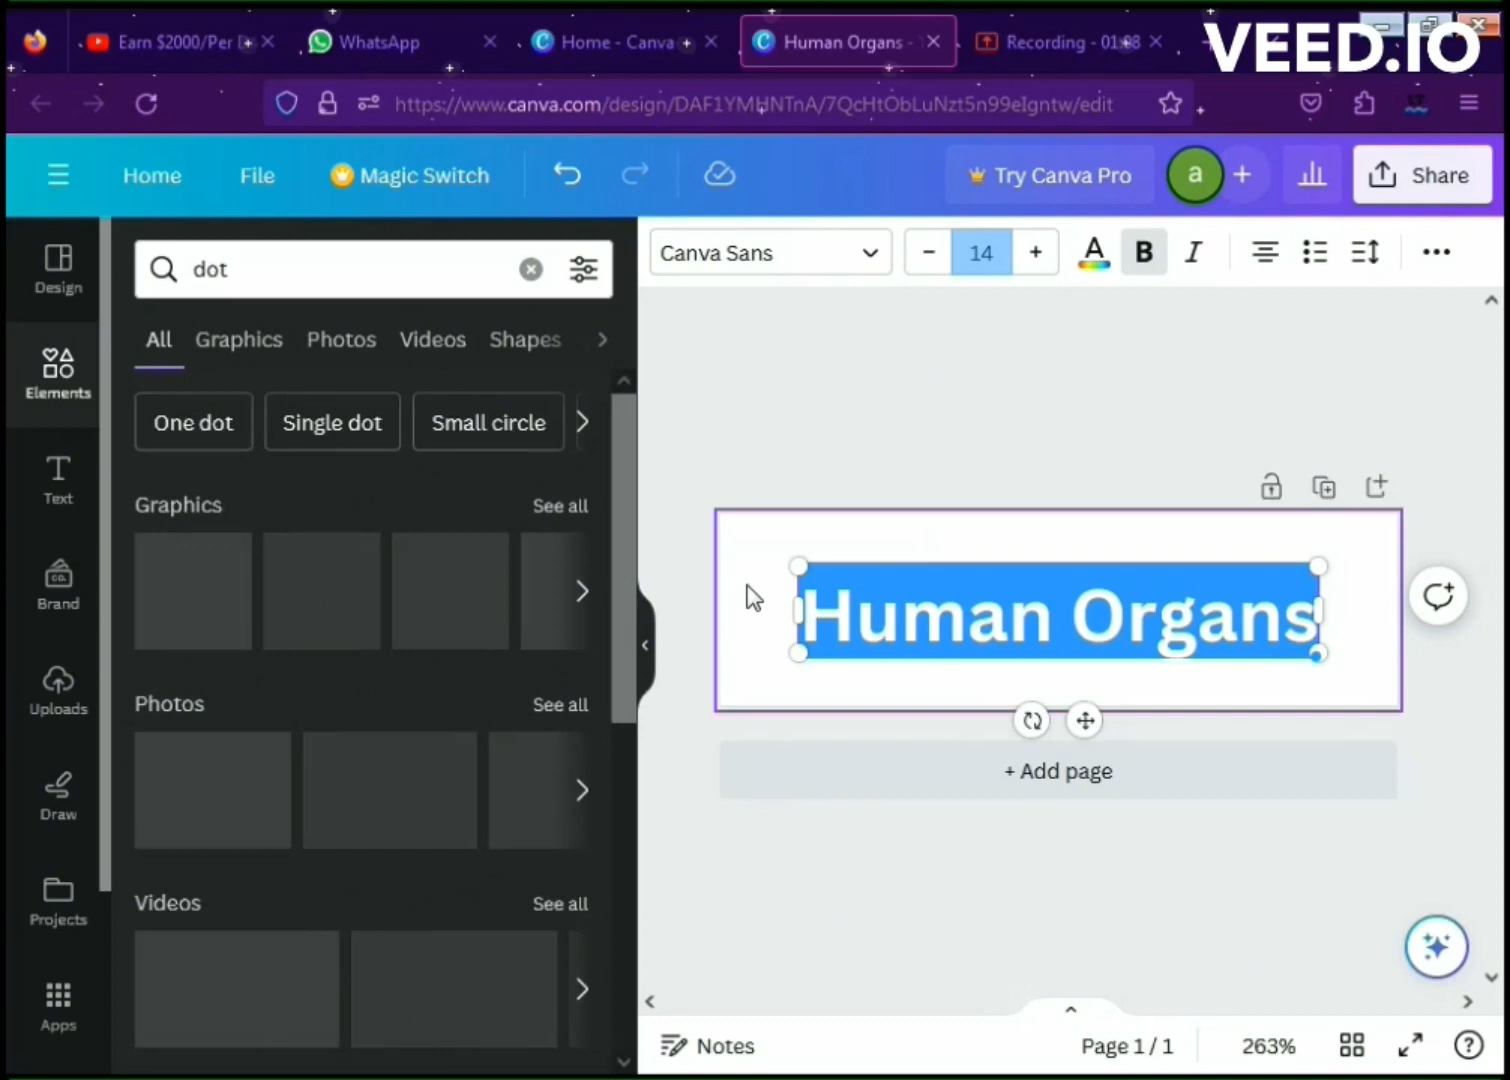 Earn $2000/Per
WhatsApp
Home - Canva
Human Organs -
Recording - 01:
VEED.IO
https://www.canva.com/design/DAF1YMHNTnA/7QcHtObLuNzt5n99eIgntw/edit
Home
File
Magic Switch
Try Canva Pro
a
Share
Design
Elements
Text
CO.
Brand
Uploads
Draw
Projects
Apps
dot
All
Graphics
Photos
Videos
Shapes
One dot
Single dot
Small circle
Graphics
See all
Photos
See all
Videos
See all
Canva Sans
14
A
B
I
Human Organs
+ Add page
Notes
Page 1 / 1
263%